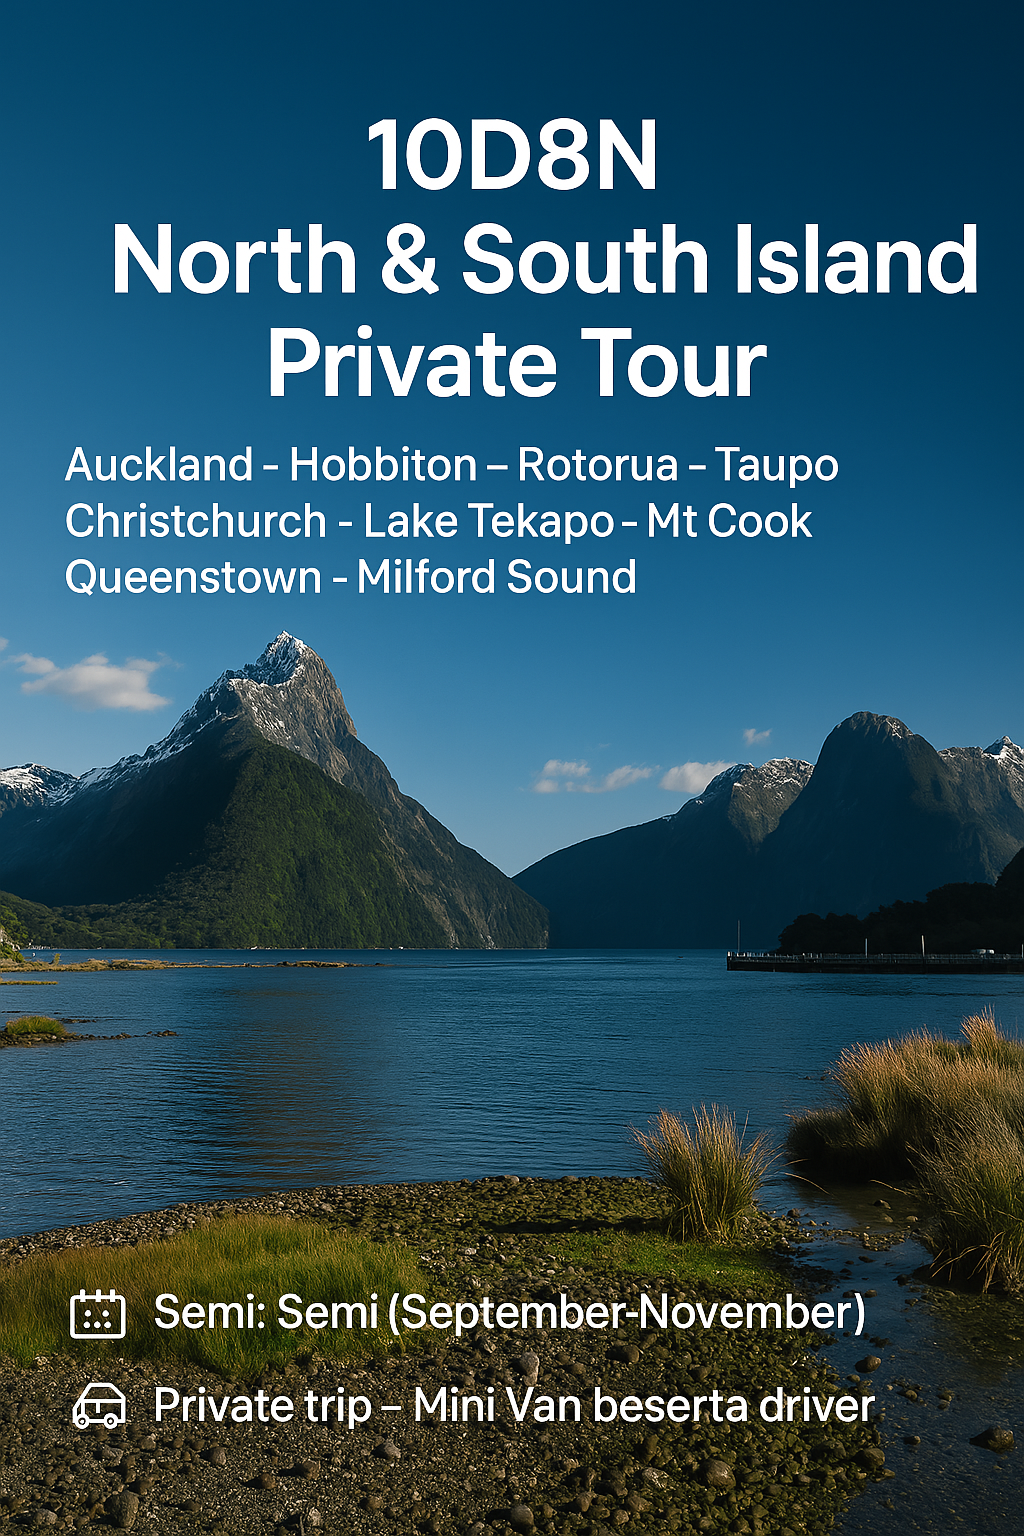 10D8N
North & South Island
Private Tour
Auckland - Hobbiton – Rotorua – Taupo
Christchurch - Lake Tekapo - Mt Cook
Queenstown - Milford Sound
Semi: Semi (September-November)
Private trip – Mini Van beserta driver